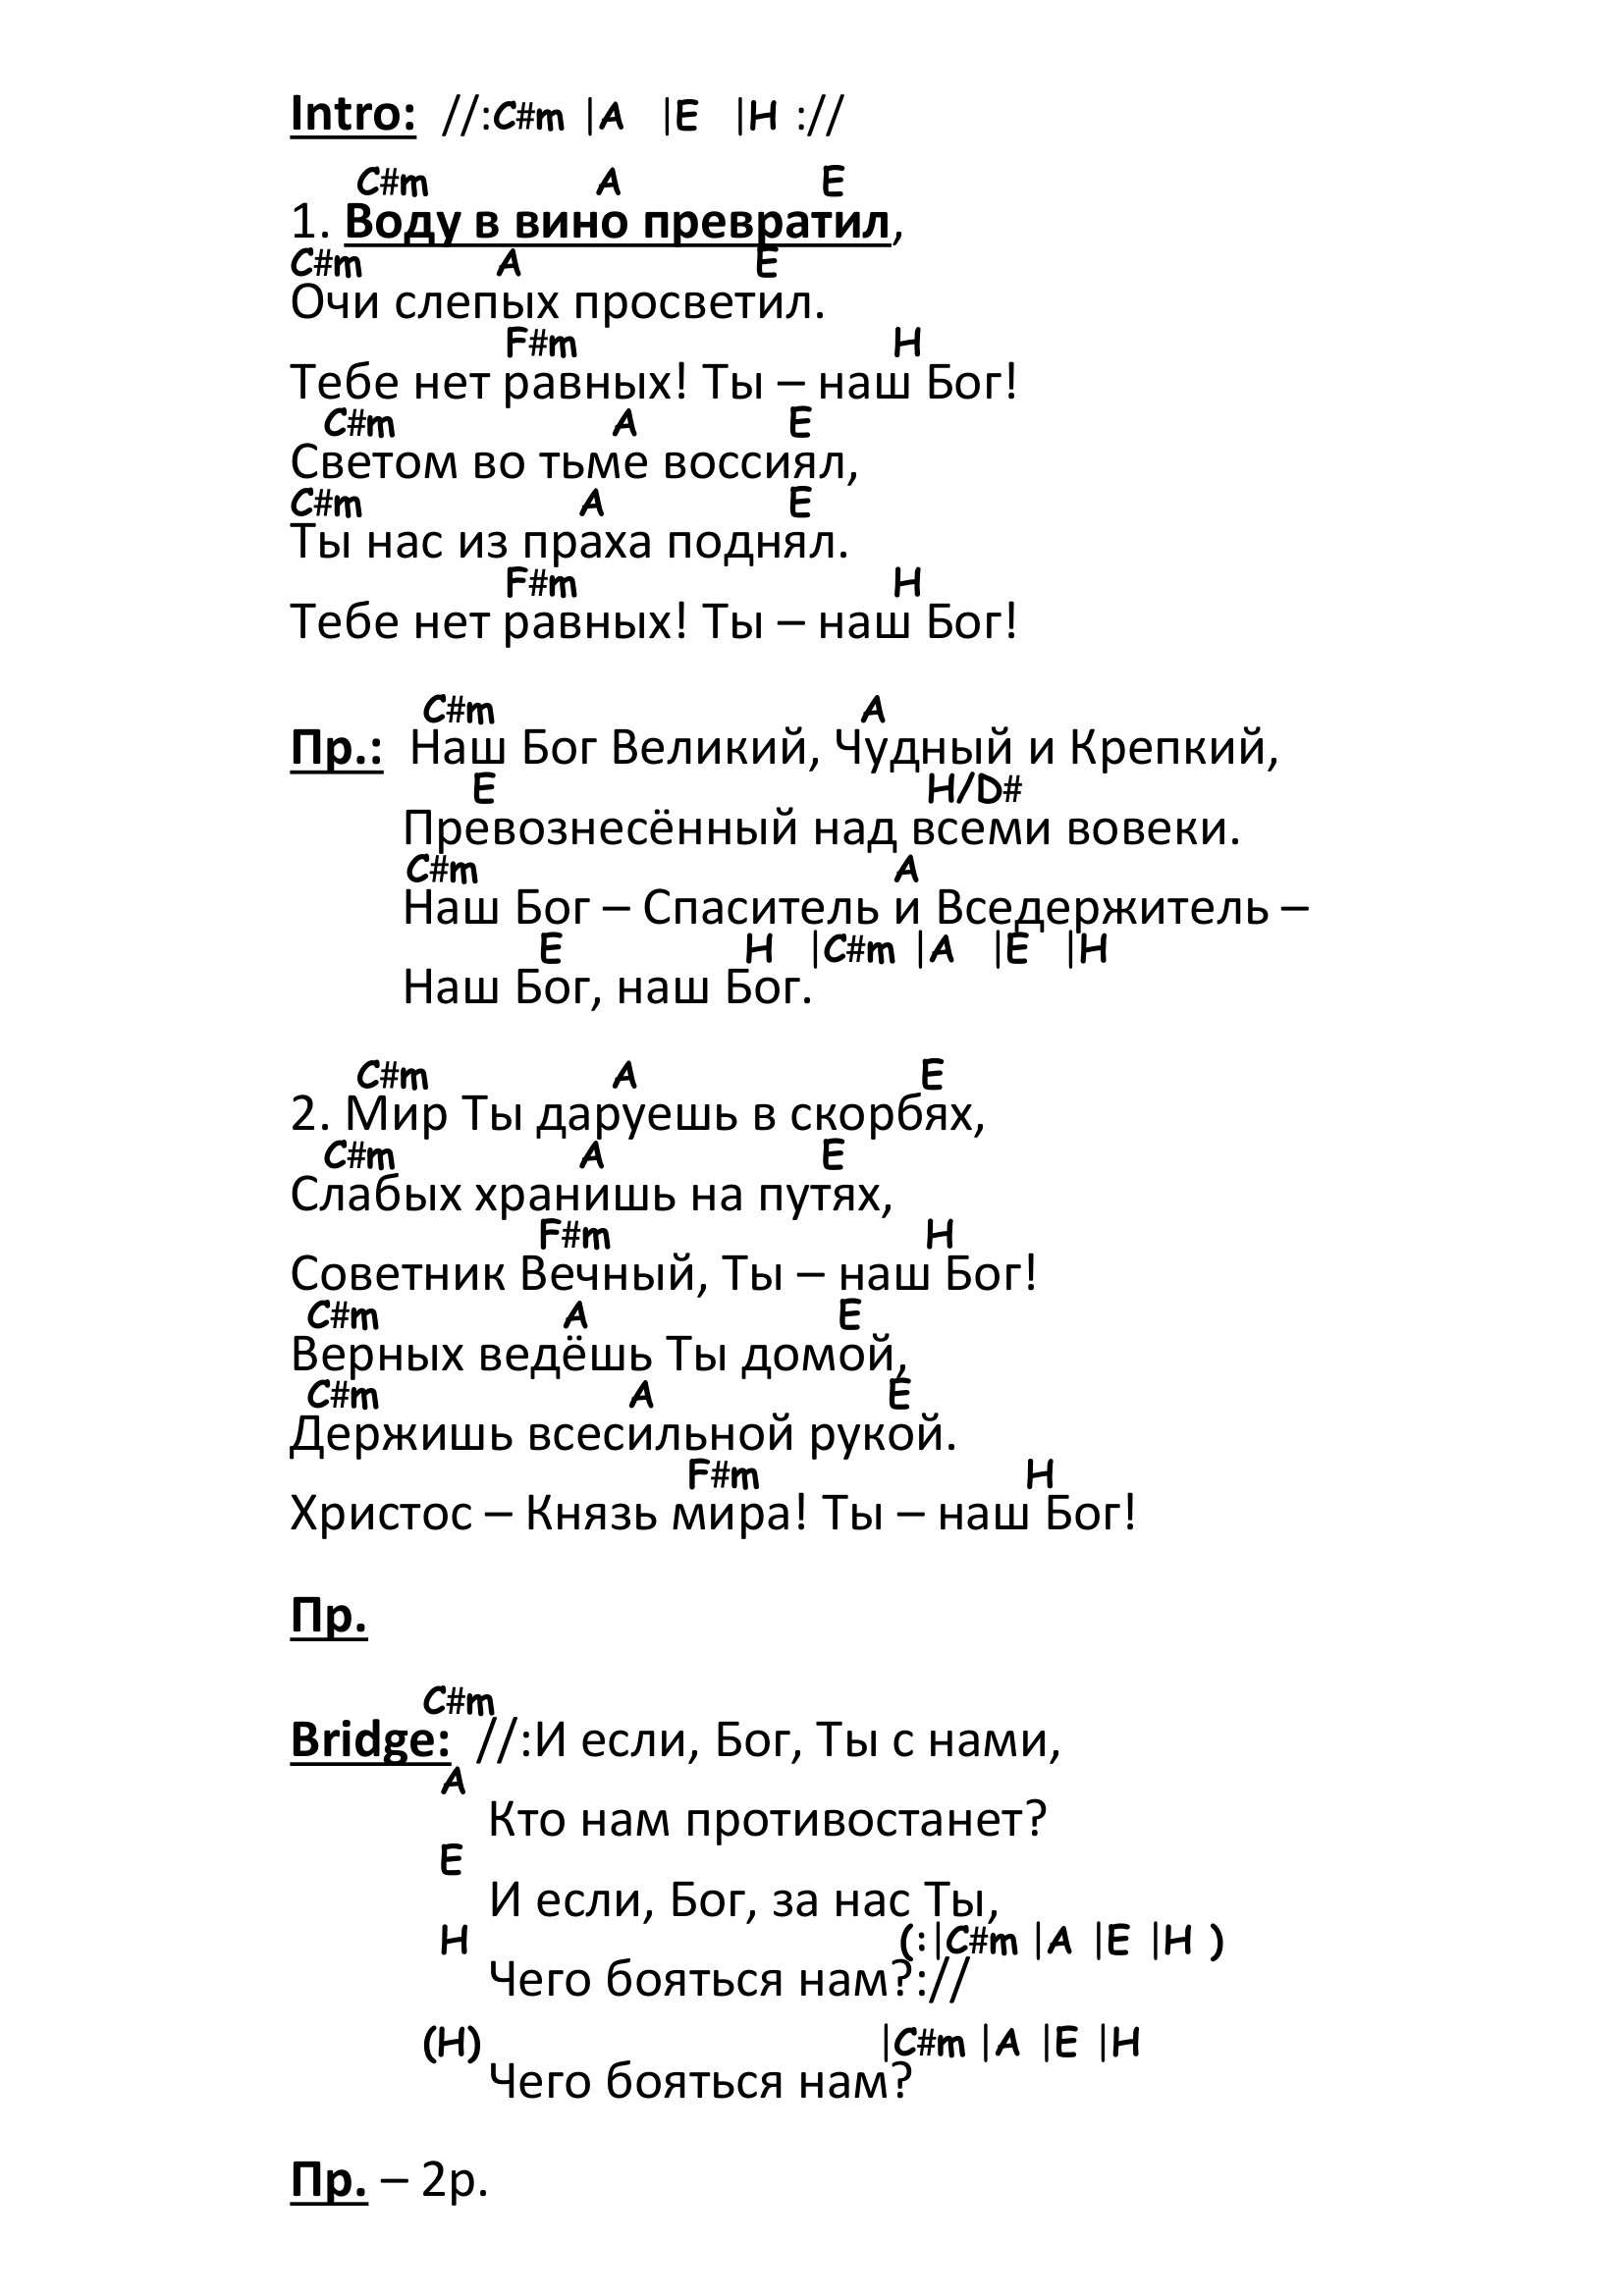 Intro: //:C#m |A |E |H ://
C#m A E
1. Воду в вино превратил,
C#m A E
Очи слепых просветил.
F#m H
Тебе нет равных! Ты – наш Бог!
C#m A E
Светом во тьме воссиял,
C#m A E
Ты нас из праха поднял.
F#m H
Тебе нет равных! Ты – наш Бог!
C#m A
Пр.: Наш Бог Великий, Чудный и Крепкий,
E H/D#
Превознесённый над всеми вовеки.
C#m A
Наш Бог – Спаситель и Вседержитель –
E H |C#m |A |E |H
Наш Бог, наш Бог.
C#m A E
2. Мир Ты даруешь в скорбях,
C#m A E
Слабых хранишь на путях,
F#m H
Советник Вечный, Ты – наш Бог!
C#m A E
Верных ведёшь Ты домой,
C#m A E
Держишь всесильной рукой.
F#m H
Христос – Князь мира! Ты – наш Бог!
Пр.
C#m
Bridge: //:И если, Бог, Ты с нами,
A
Кто нам противостанет?
E
И если, Бог, за нас Ты,
H (:|C#m |A |E |H )
Чего бояться нам?://
(H) |C#m |A |E |H
Чего бояться нам?
Пр. – 2р.